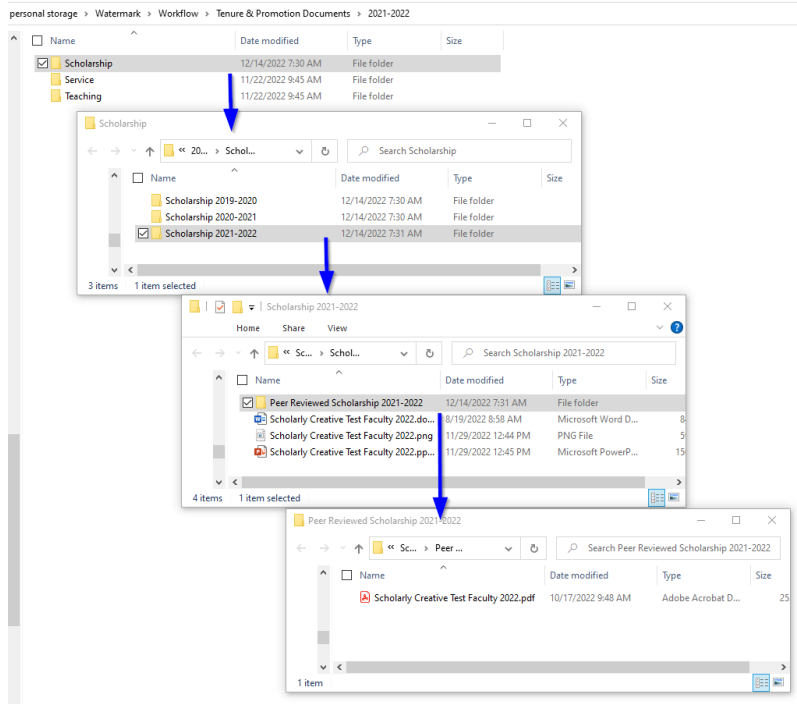 personal storage > Watermark > Workflow > Tenure & Promotion Documents > 2021-2022
Name Date modified Type Size
Scholarship 12/14/2022 7:30 AM File folder
Service 11/22/2022 9:45 AM File folder
Teaching 11/22/2022 9:45 AM File folder
Scholarship
« 20... > Schol... Search Scholarship
Name Date modified Type Size
Scholarship 2019-2020 12/14/2022 7:30 AM File folder
Scholarship 2020-2021 12/14/2022 7:30 AM File folder
Scholarship 2021-2022 12/14/2022 7:31 AM File folder
3 items 1 item selected
Scholarship 2021-2022
Home Share View
« Sc... > Schol... Search Scholarship 2021-2022
Name Date modified Type Size
Peer Reviewed Scholarship 2021-2022 12/14/2022 7:31 AM File folder
Scholarly Creative Test Faculty 2022.do... 8/19/2022 8:58 AM Microsoft Word D... 8
Scholarly Creative Test Faculty 2022.png 11/29/2022 12:44 PM PNG File 5
Scholarly Creative Test Faculty 2022.pp... 11/29/2022 12:45 PM Microsoft PowerP... 15
4 items 1 item selected
Peer Reviewed Scholarship 2021-2022
« Sc... > Peer ... Search Peer Reviewed Scholarship 2021-2022
Name Date modified Type Size
Scholarly Creative Test Faculty 2022.pdf 10/17/2022 9:48 AM Adobe Acrobat D... 25
1 item